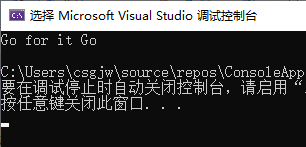 选择 Microsoft Visual Studio 调试控制台
Go for it Go
C:\Users\csgjw\source\repos\ConsoleApp
要在调试停止时自动关闭控制台，请启用“
按任意键关闭此窗口. . .